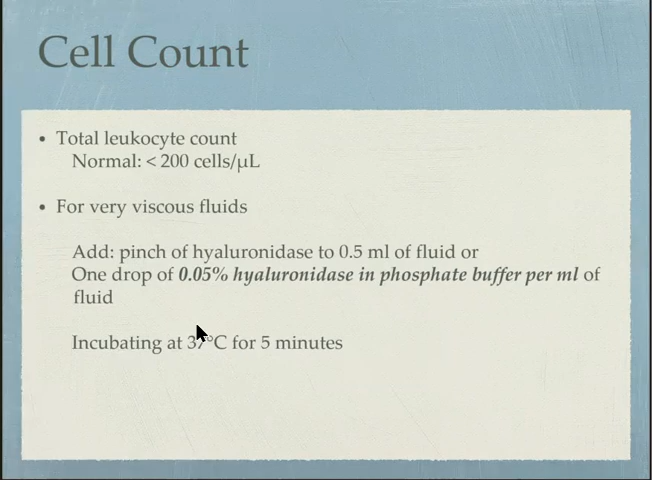 Cell Count
• Total leukocyte count
Normal: < 200 cells/μL
• For very viscous fluids
Add: pinch of hyaluronidase to 0.5 ml of fluid or
One drop of 0.05% hyaluronidase in phosphate buffer per ml of
fluid
Incubating at 37°C for 5 minutes